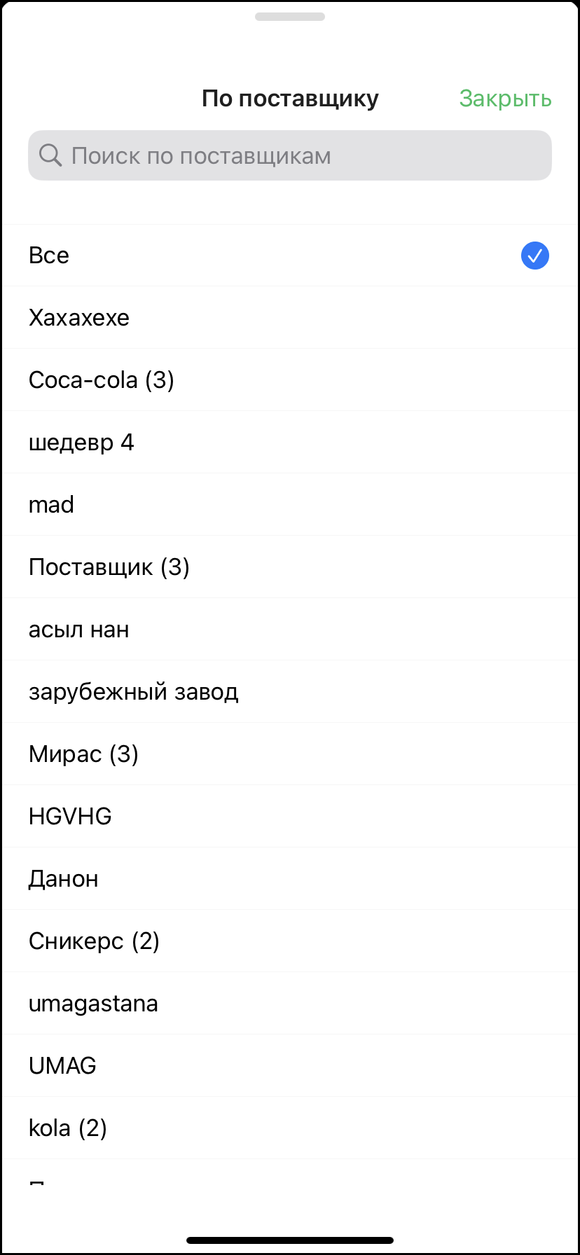 По поставщику
Закрыть
Поиск по поставщикам
Все
Хахахехе
Coca-cola (3)
шедевр 4
mad
Поставщик (3)
асыл нан
зарубежный завод
Мирас (3)
HGVHG
Данон
Сникерс (2)
umagastana
UMAG
kola (2)